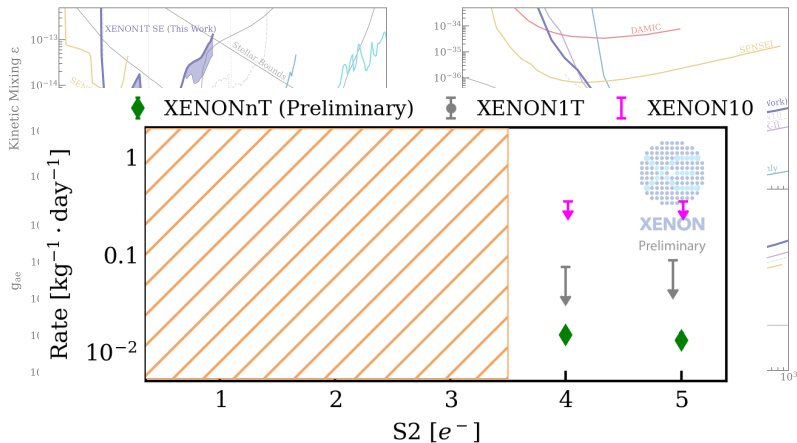 XENON1T SE (This Work)
Stellar Bounds
Kinetic Mixing ε
10⁻¹³
10⁻¹⁴
10⁻³⁴
10⁻³⁵
10⁻³⁶
DAMIC
SENSEI
XENONnT (Preliminary) XENON1T XENON10
Work)
XENON
Preliminary
Rate [kg⁻¹ · day⁻¹]
1
0.1
10⁻²
gae
10³
1 2 3 4 5
S2 [e⁻]